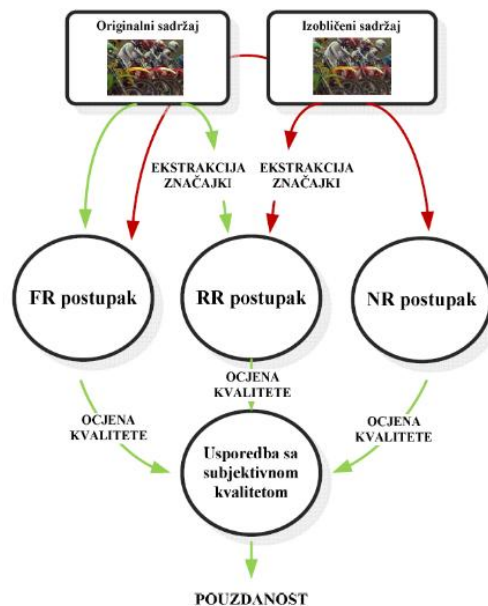 Originalni sadržaj
Izobličeni sadržaj
EKSTRAKCIJA
ZNAČAJKI
EKSTRAKCIJA
ZNAČAJKI
FR postupak
RR postupak
NR postupak
OCJENA
KVALITETE
OCJENA
KVALITETE
OCJENA
KVALITETE
Usporedba sa
subjektivnom
kvalitetom
POUZDANOST